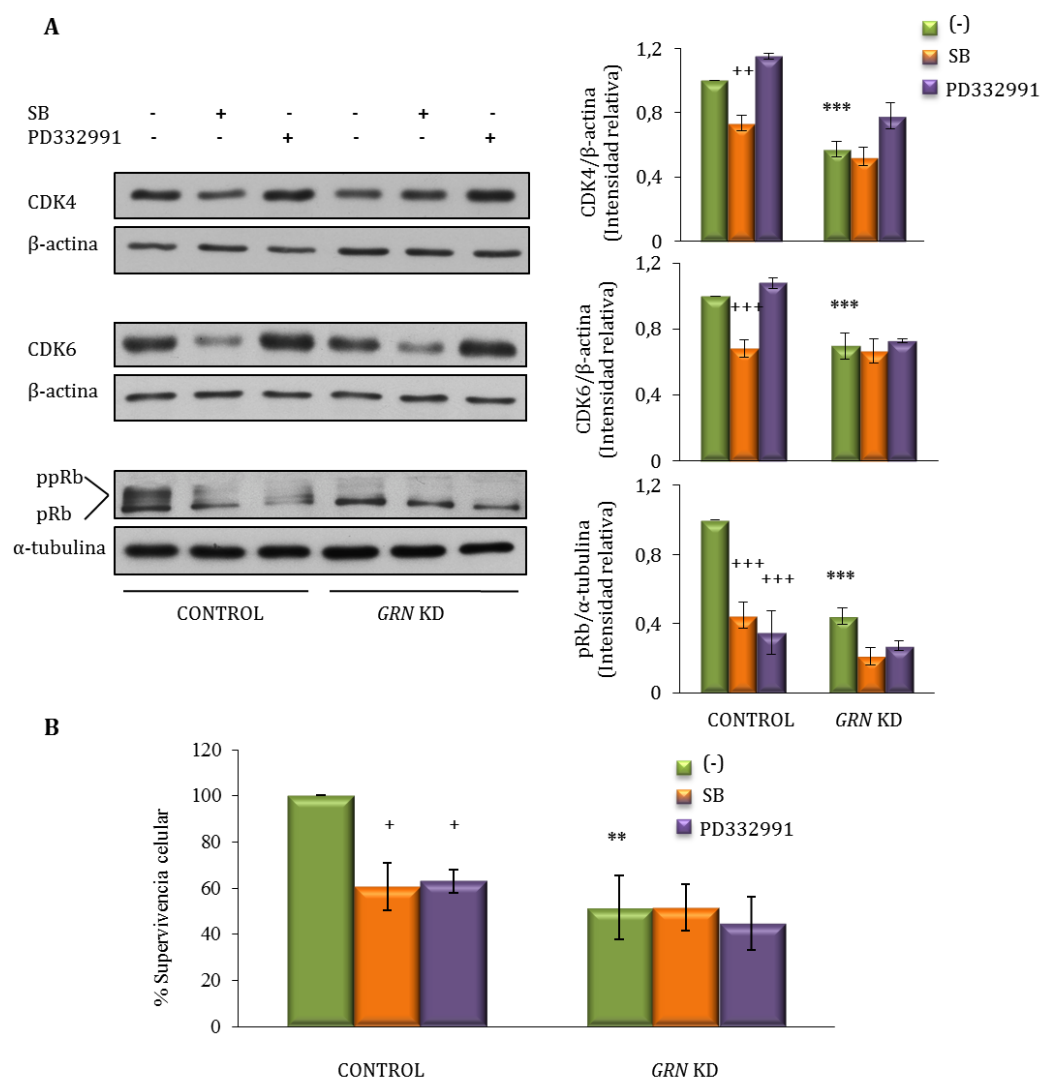 A
SB - + - - + -
PD332991 - - + - - +
CDK4
β-actina
CDK6
β-actina
ppRb
pRb
α-tubulina
CONTROL GRN KD
(-)
SB
PD332991
CDK4/β-actina
(Intensidad relativa)
1,2
0,8
0,4
0
++
***
CDK6/β-actina
(Intensidad relativa)
1,2
0,8
0,4
0
+++
***
pRb/α-tubulina
(Intensidad relativa)
1,2
0,8
0,4
0
+++
+++
***
CONTROL GRN KD
B
% Supervivencia celular
120
100
80
60
40
20
0
+ +
**
(-)
SB
PD332991
CONTROL GRN KD